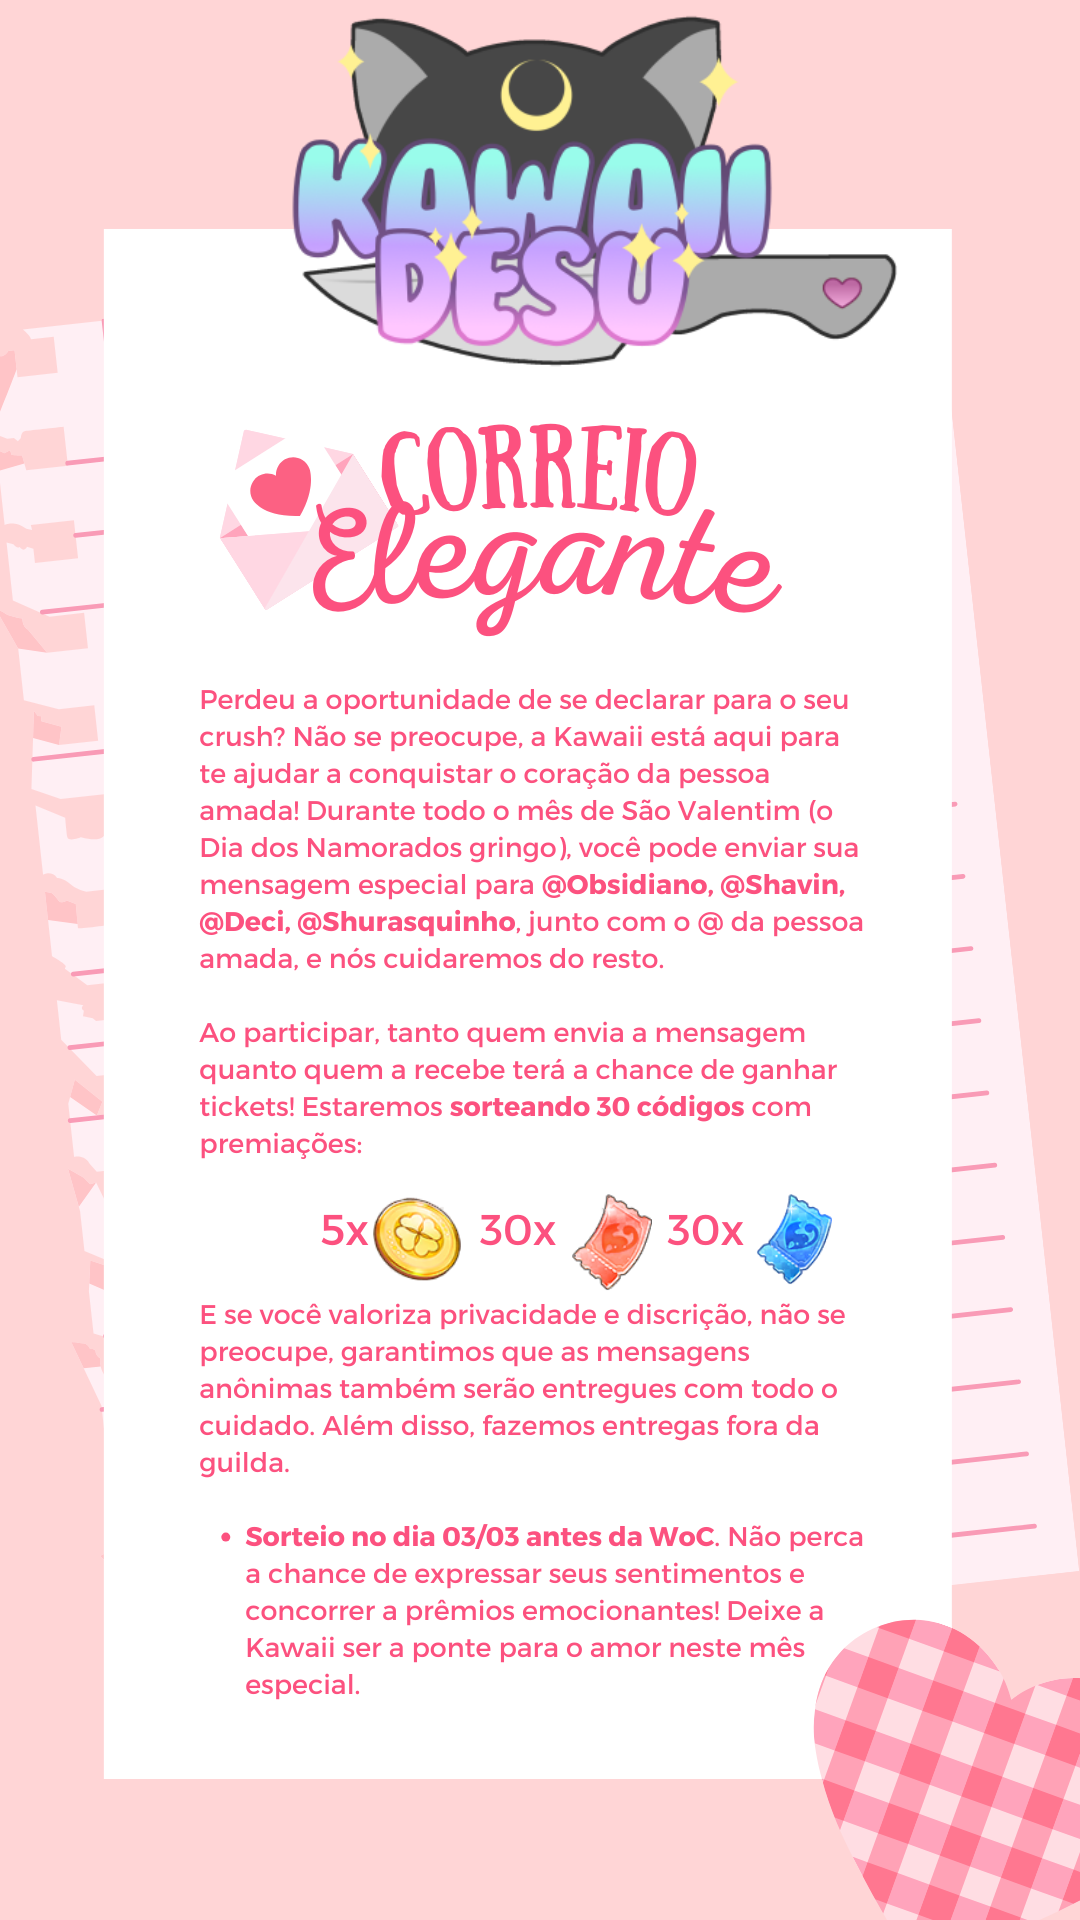 KAWAII
DESU
CORREIO
Elegante
Perdeu a oportunidade de se declarar para o seu
crush? Não se preocupe, a Kawaii está aqui para
te ajudar a conquistar o coração da pessoa
amada! Durante todo o mês de São Valentim (o
Dia dos Namorados gringo), você pode enviar sua
mensagem especial para @Obsidiano, @Shavin,
@Deci, @Shurasquinho, junto com o @ da pessoa
amada, e nós cuidaremos do resto.
Ao participar, tanto quem envia a mensagem
quanto quem a recebe terá a chance de ganhar
tickets! Estaremos sorteando 30 códigos com
premiações:
5x 30x 30x
E se você valoriza privacidade e discrição, não se
preocupe, garantimos que as mensagens
anônimas também serão entregues com todo o
cuidado. Além disso, fazemos entregas fora da
guilda.
• Sorteio no dia 03/03 antes da WoC. Não perca
a chance de expressar seus sentimentos e
concorrer a prêmios emocionantes! Deixe a
Kawaii ser a ponte para o amor neste mês
especial.